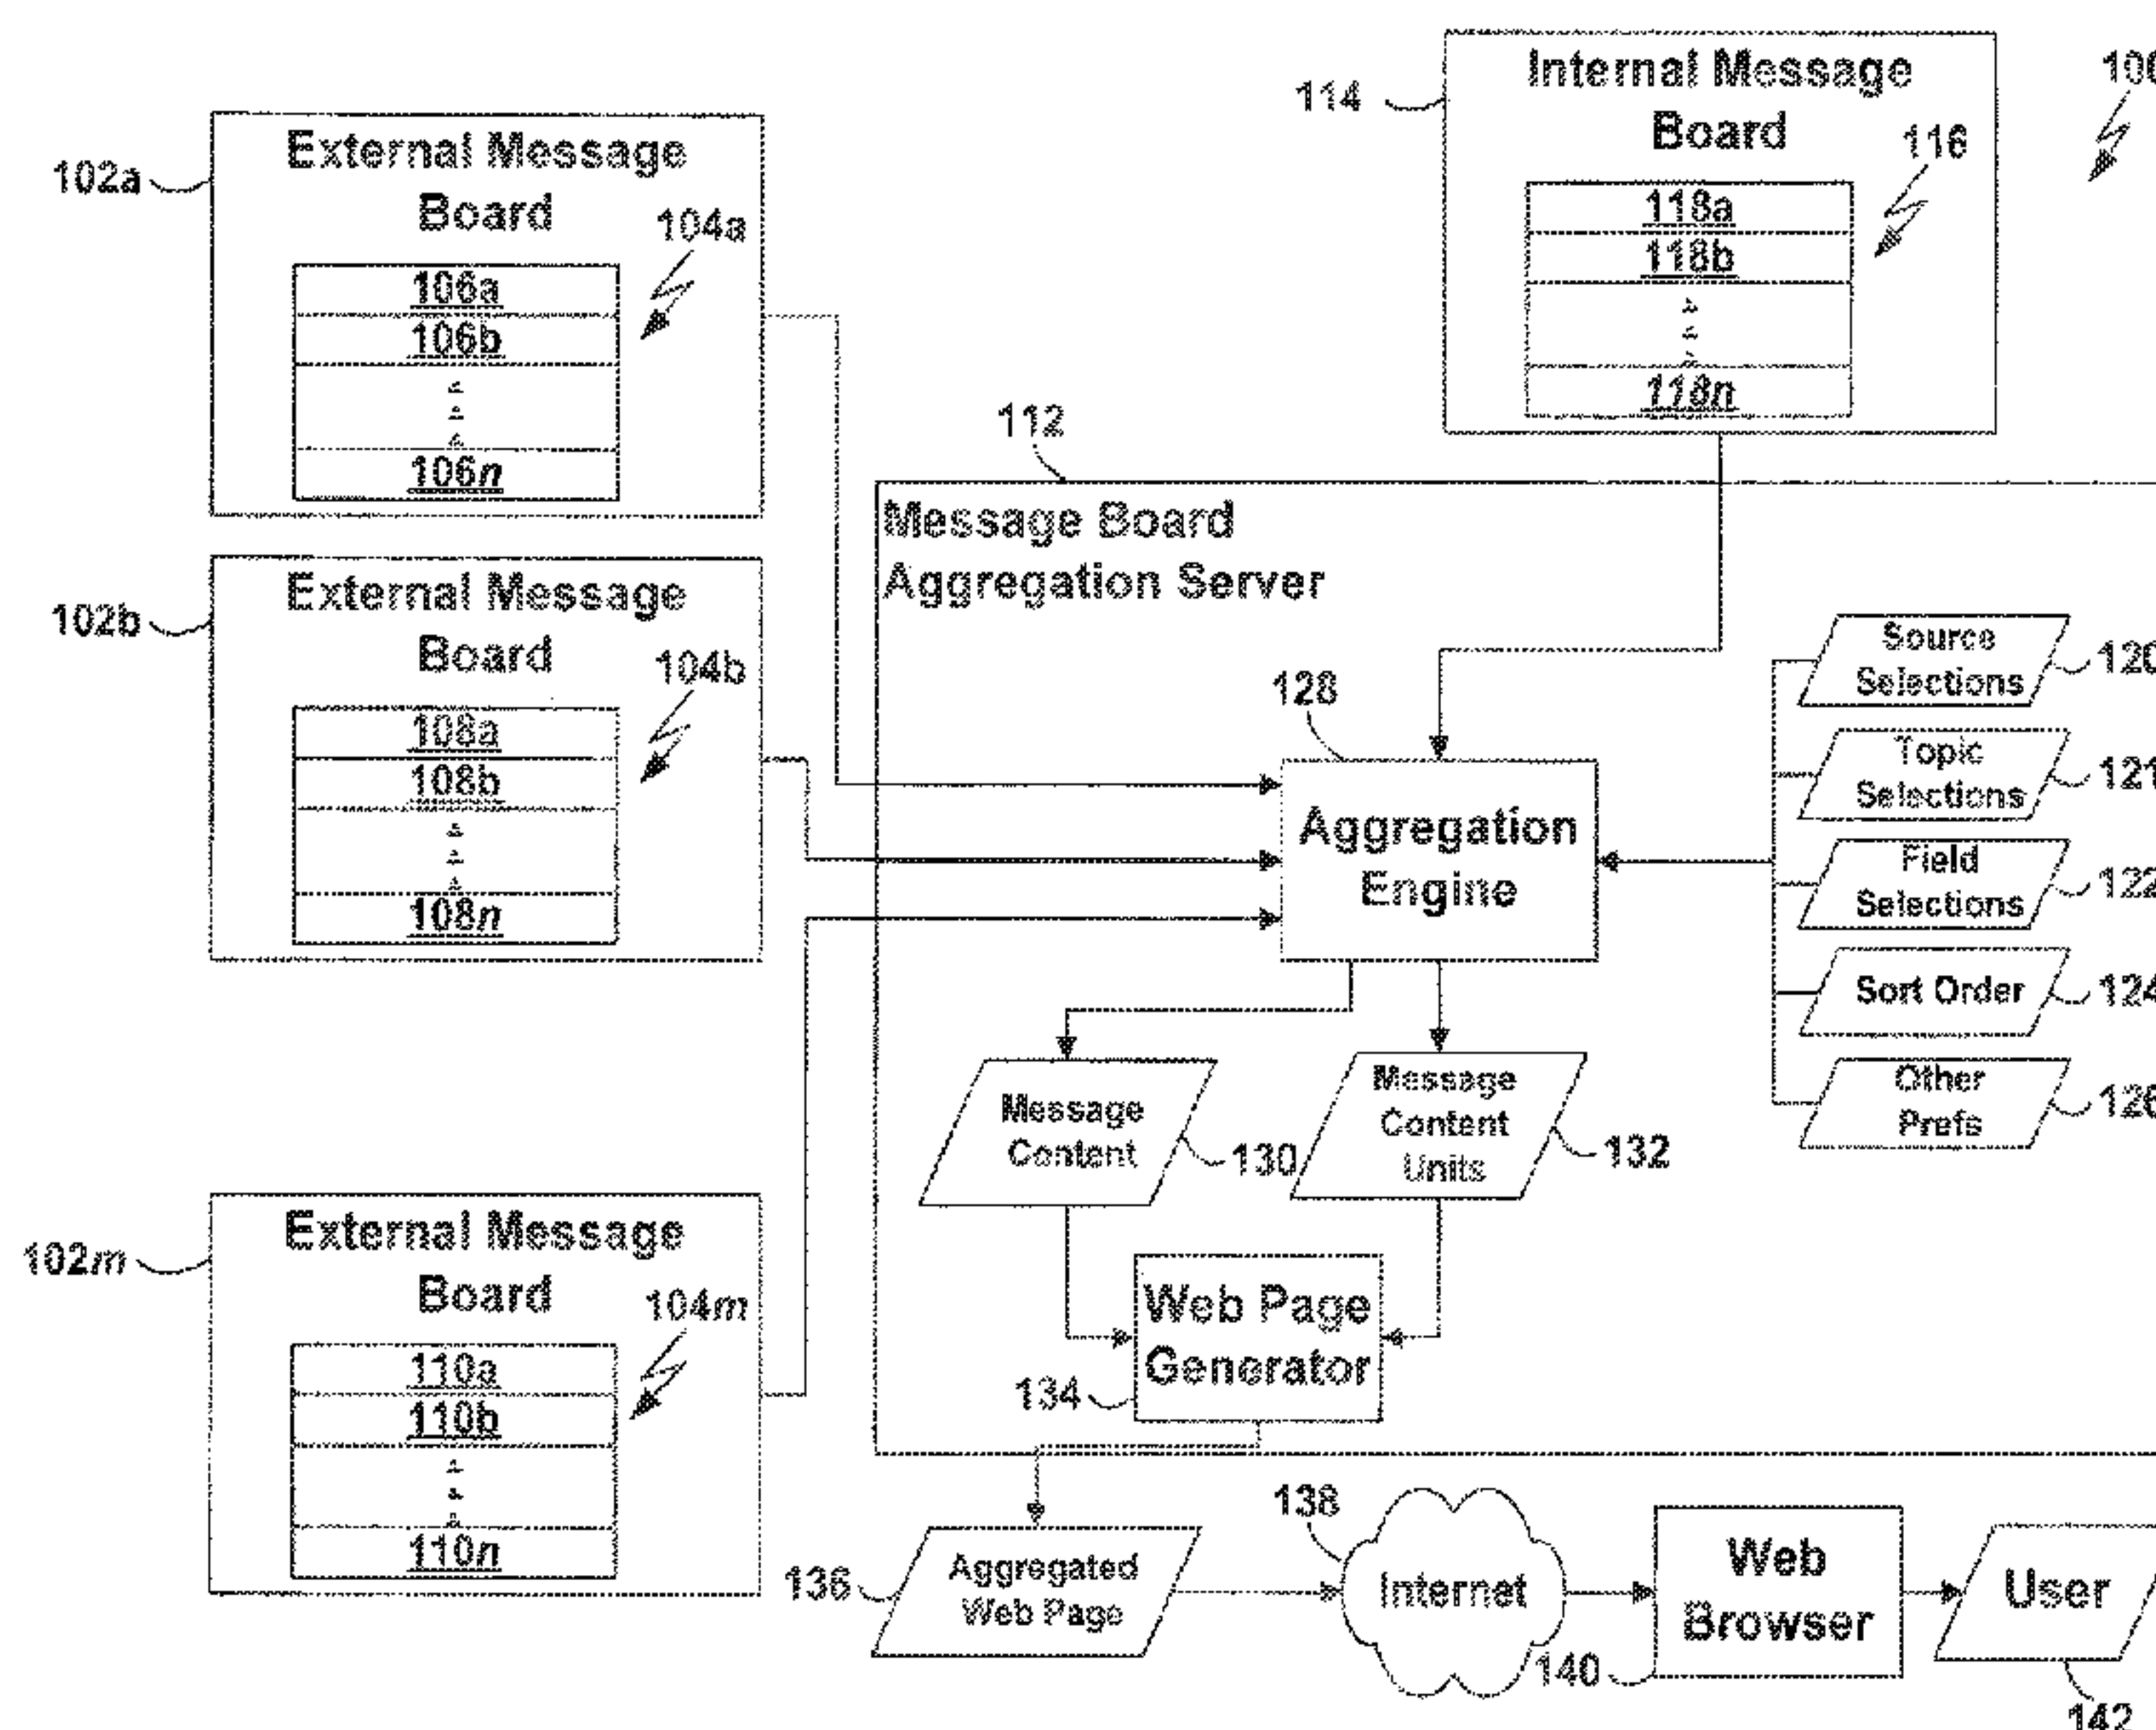 Internal Message
Board
114
116
118a
118b
118n
External Message
Board
102a
104a
106a
106b
106n
112
Message Board
Aggregation Server
External Message
Board
102b
104b
108a
108b
108n
128
Aggregation
Engine
Source
Selections
Topic
Selections
Field
Selections
Sort Order
Other
Prefs
Message
Content
130
Message
Content
Units
132
External Message
Board
102m
104m
110a
110b
110n
Web Page
Generator
134
Aggregated
Web Page
136
138
Internet
Web
Browser
140
User
142